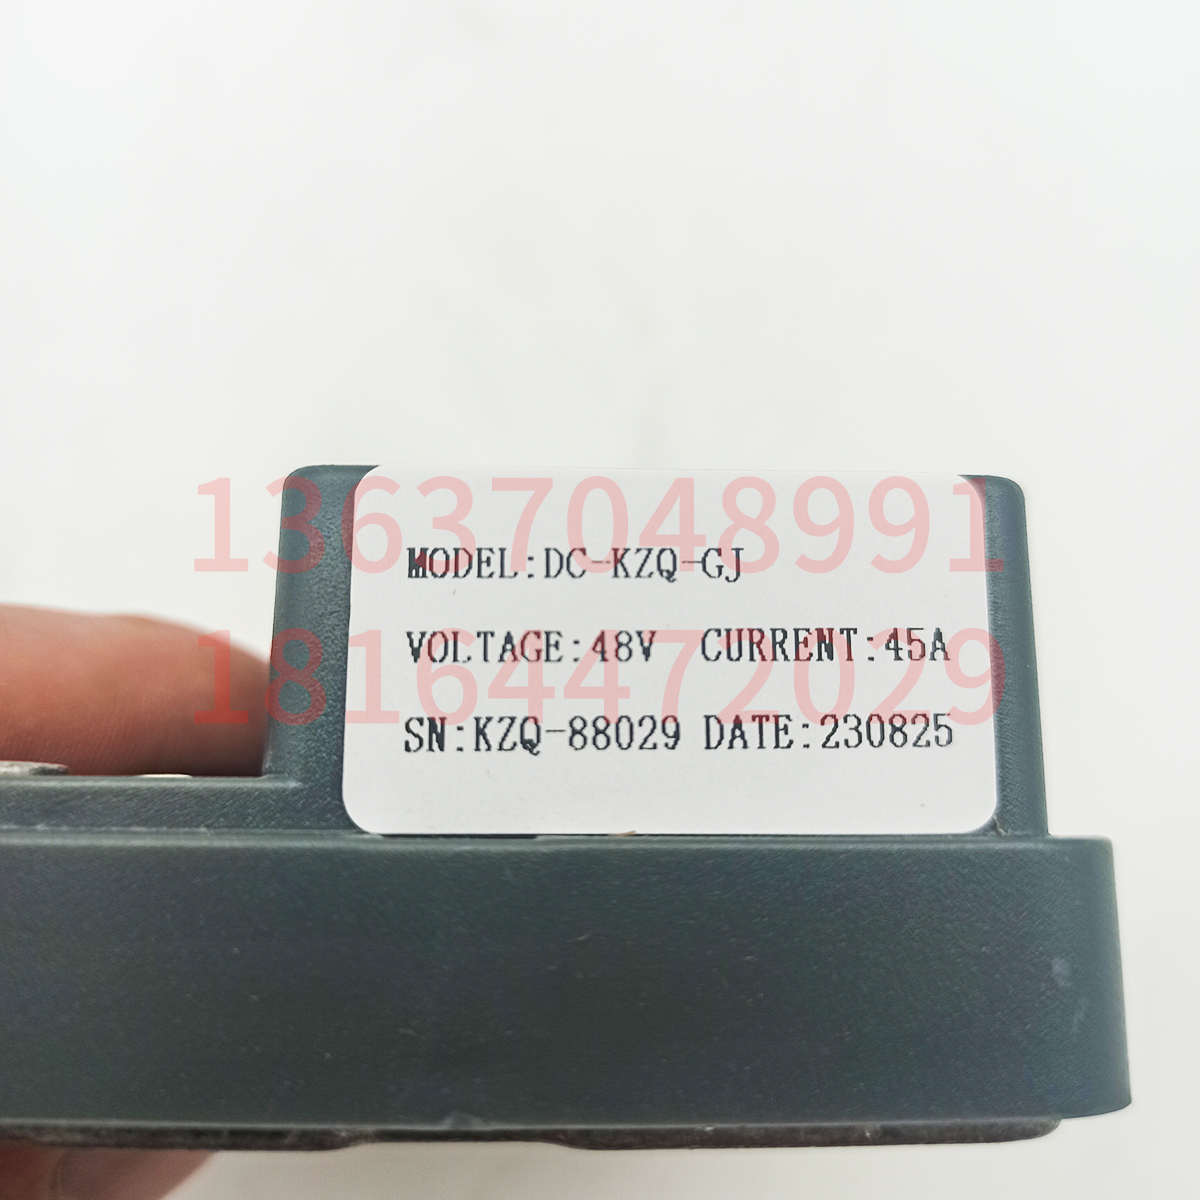 13637048991
MODEL:DC-KZQ-GJ
18164472029
VOLTAGE:48V CURRENT:45A
SN:KZQ-88029 DATE:230825